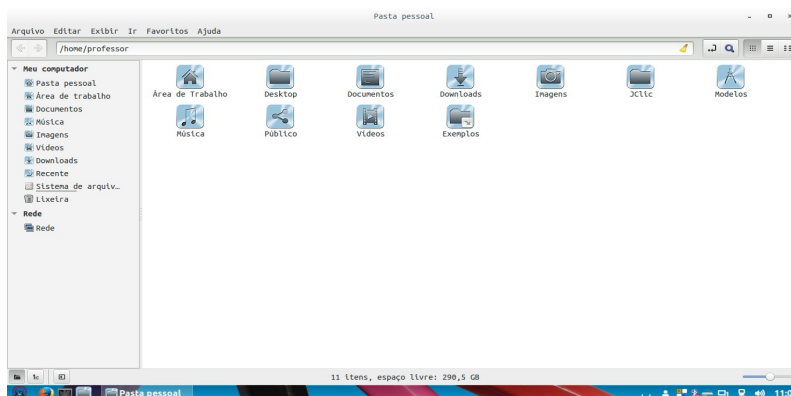 Pasta pessoal
Arquivo Editar Exibir Ir Favoritos Ajuda
/home/professor
Meu computador
Pasta pessoal
Área de trabalho
Documentos
Música
Imagens
Vídeos
Downloads
Recente
Sistema de arquiv...
Lixeira
Rede
Rede
Área de Trabalho
Desktop
Documentos
Downloads
Imagens
JClic
Modelos
Música
Público
Vídeos
Exemplos
11 itens, espaço livre: 290,5 GB
Pasta pessoal